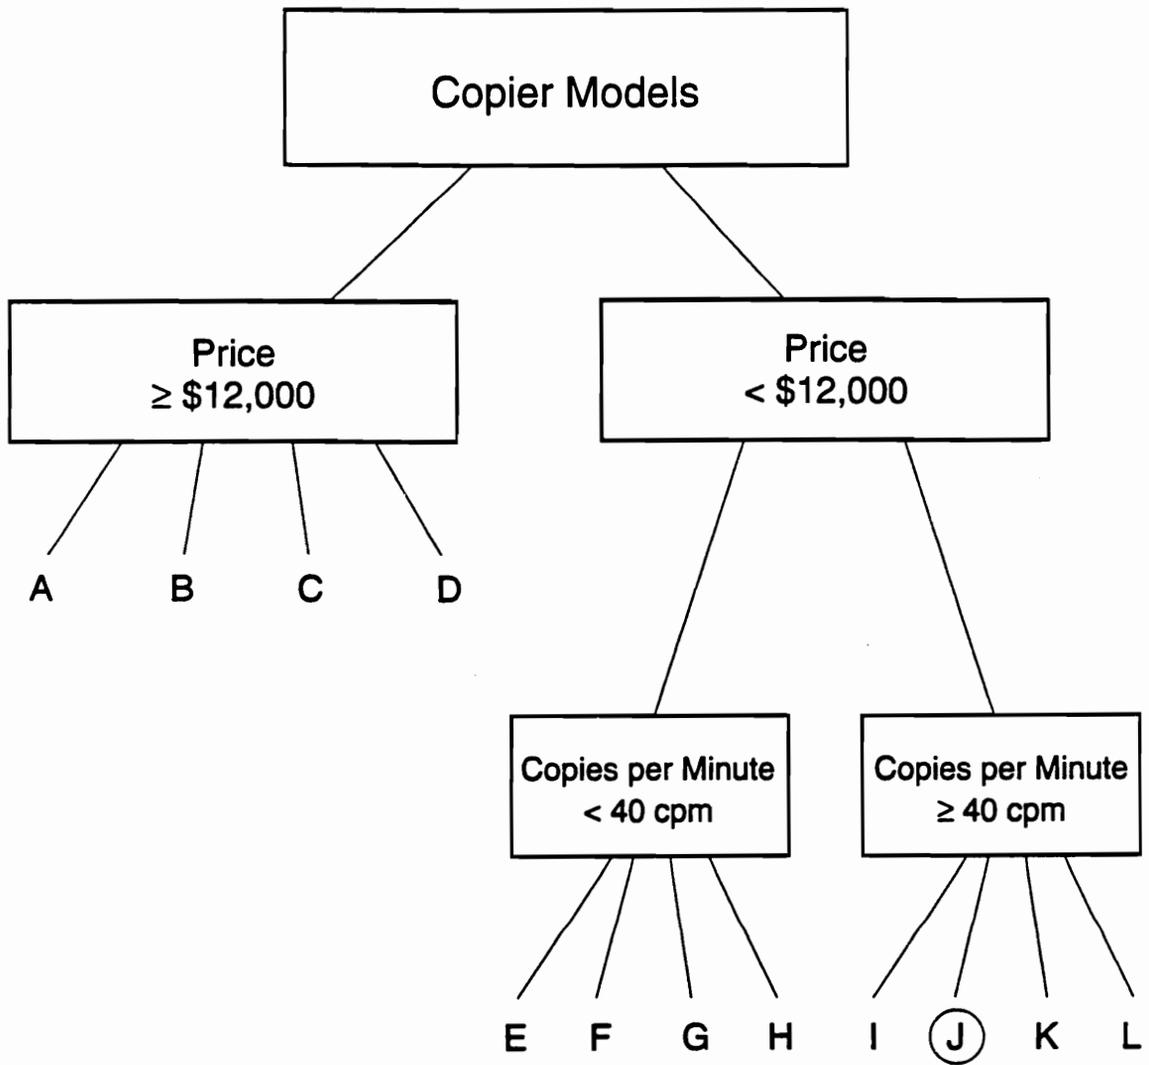 Copier Models
Price
≥ $12,000
Price
< $12,000
A B C D
Copies per Minute
< 40 cpm
Copies per Minute
≥ 40 cpm
E F G H I J K L